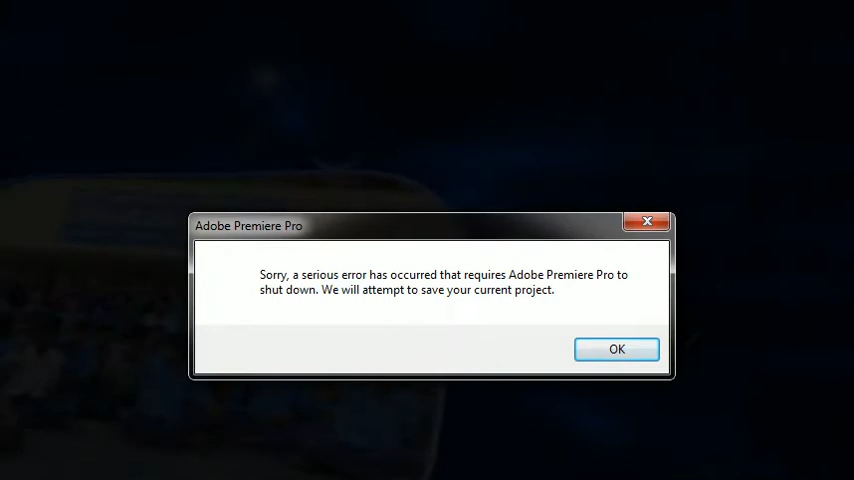 Adobe Premiere Pro
Sorry, a serious error has occurred that requires Adobe Premiere Pro to
shut down. We will attempt to save your current project.
OK